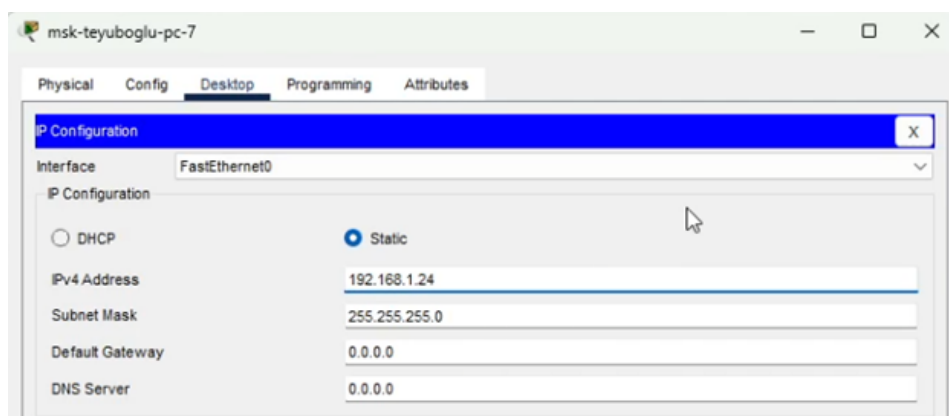 msk-teyuboglu-pc-7
Physical Config Desktop Programming Attributes
IP Configuration X
Interface FastEthernet0
IP Configuration
DHCP Static
IPv4 Address 192.168.1.24
Subnet Mask 255.255.255.0
Default Gateway 0.0.0.0
DNS Server 0.0.0.0